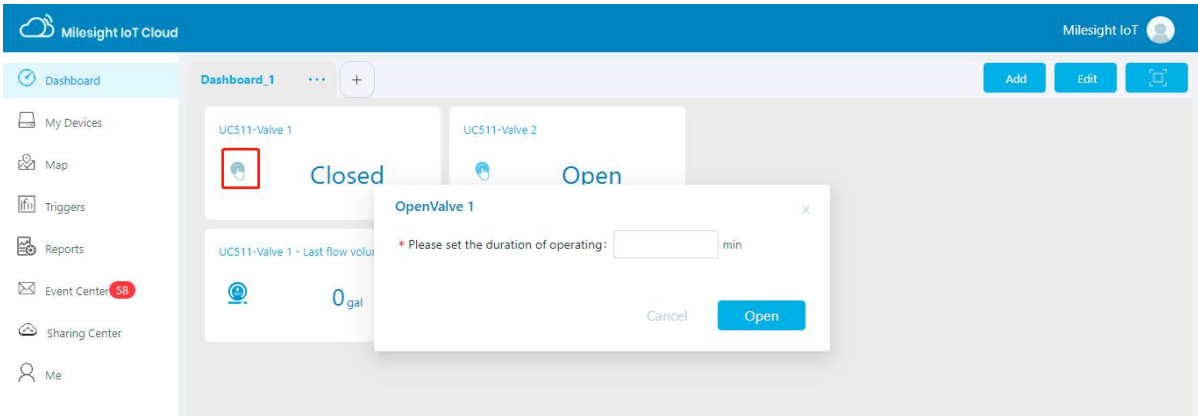 Milesight IoT Cloud
Milesight IoT
Dashboard
My Devices
Map
Triggers
Reports
Event Center 58
Sharing Center
Me
Dashboard_1 ... +
Add
Edit
UC511-Valve 1
Closed
UC511-Valve 2
Open
UC511-Valve 1 - Last flow
0 gal
OpenValve 1
x
* Please set the duration of operating: min
Cancel
Open